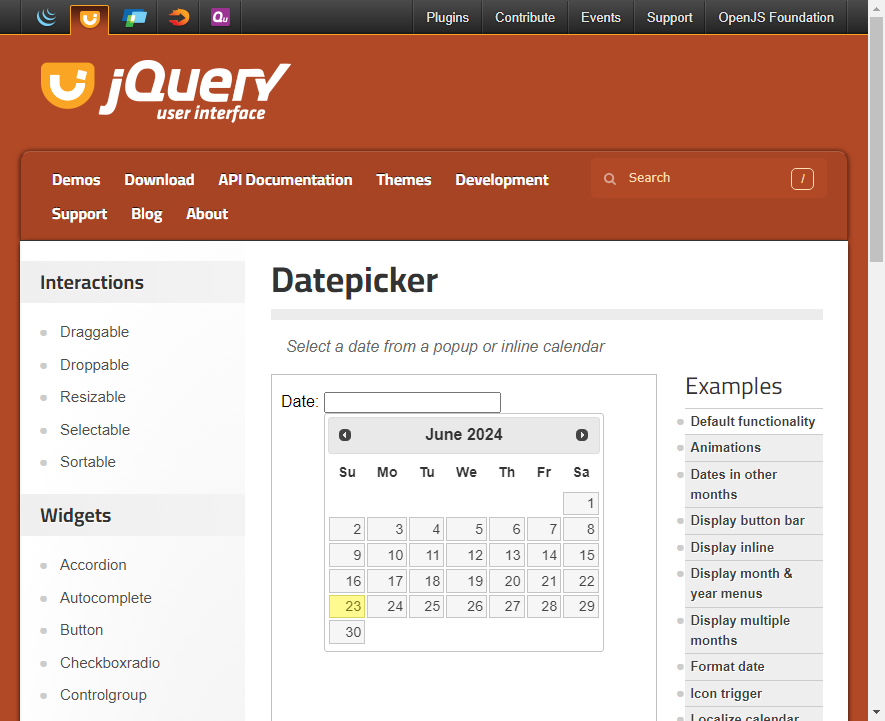 Qu
Plugins Contribute Events Support OpenJS Foundation
jQuery
user interface
Demos Download API Documentation Themes Development
Search /
Support Blog About
Interactions
Draggable
Droppable
Resizable
Selectable
Sortable
Widgets
Accordion
Autocomplete
Button
Checkboxradio
Controlgroup
Datepicker
Select a date from a popup or inline calendar
Date:
June 2024
Su Mo Tu We Th Fr Sa
1
2 3 4 5 6 7 8
9 10 11 12 13 14 15
16 17 18 19 20 21 22
23 24 25 26 27 28 29
30
Examples
Default functionality
Animations
Dates in other
months
Display button bar
Display inline
Display month &
year menus
Display multiple
months
Format date
Icon trigger
Localize calendar